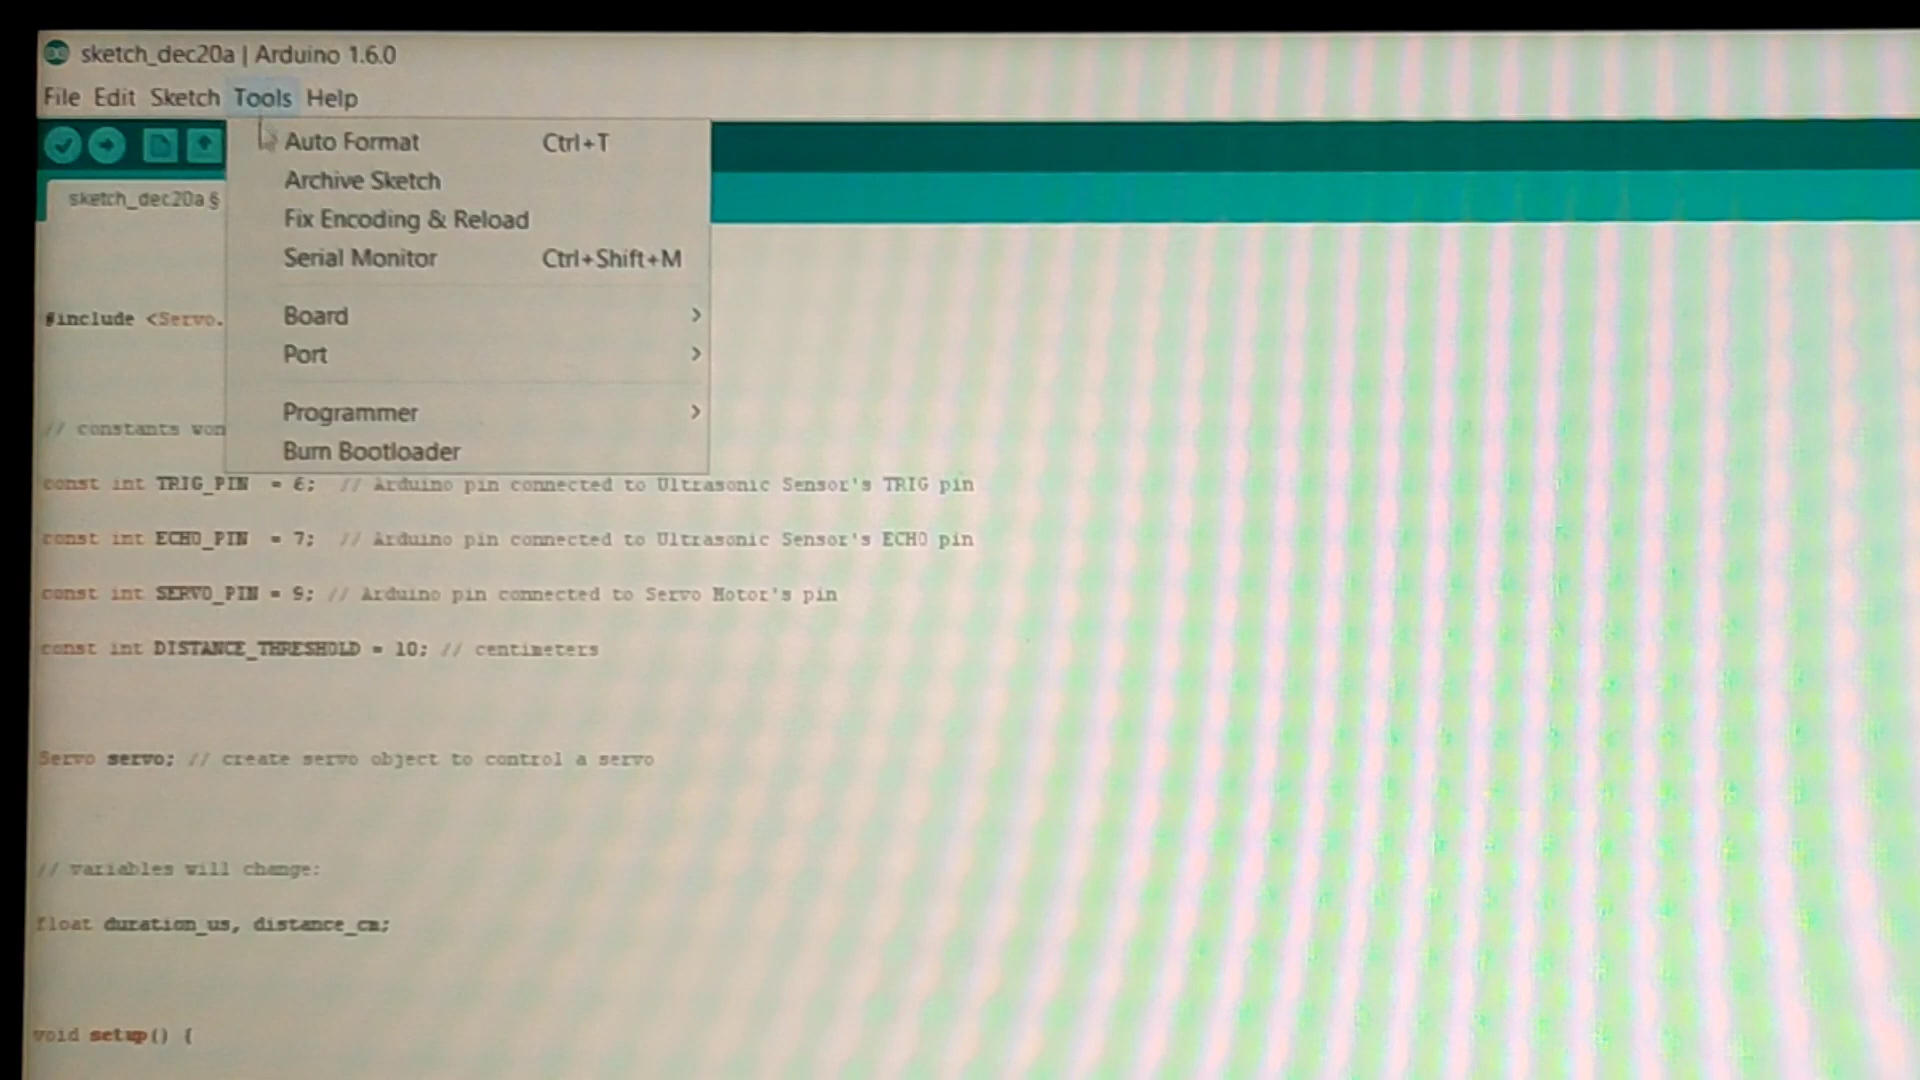 sketch_dec20a | Arduino 1.6.0
File Edit Sketch Tools Help
Auto Format Ctrl+T
Archive Sketch
sketch_dec20a §
Fix Encoding & Reload
Serial Monitor Ctrl+Shift+M
Board
#include <Servo.
Port
Programmer
// constants won
Burn Bootloader
const int TRIG_PIN = 6; // Arduino pin connected to Ultrasonic Sensor's TRIG pin
const int ECHO_PIN = 7; // Arduino pin connected to Ultrasonic Sensor's ECHO pin
const int SERVO_PIN = 9; // Arduino pin connected to Servo Motor's pin
const int DISTANCE_THRESHOLD = 10; // centimeters
Servo servo; // create servo object to control a servo
// variables will change:
float duration_us, distance_cm;
void setup() {